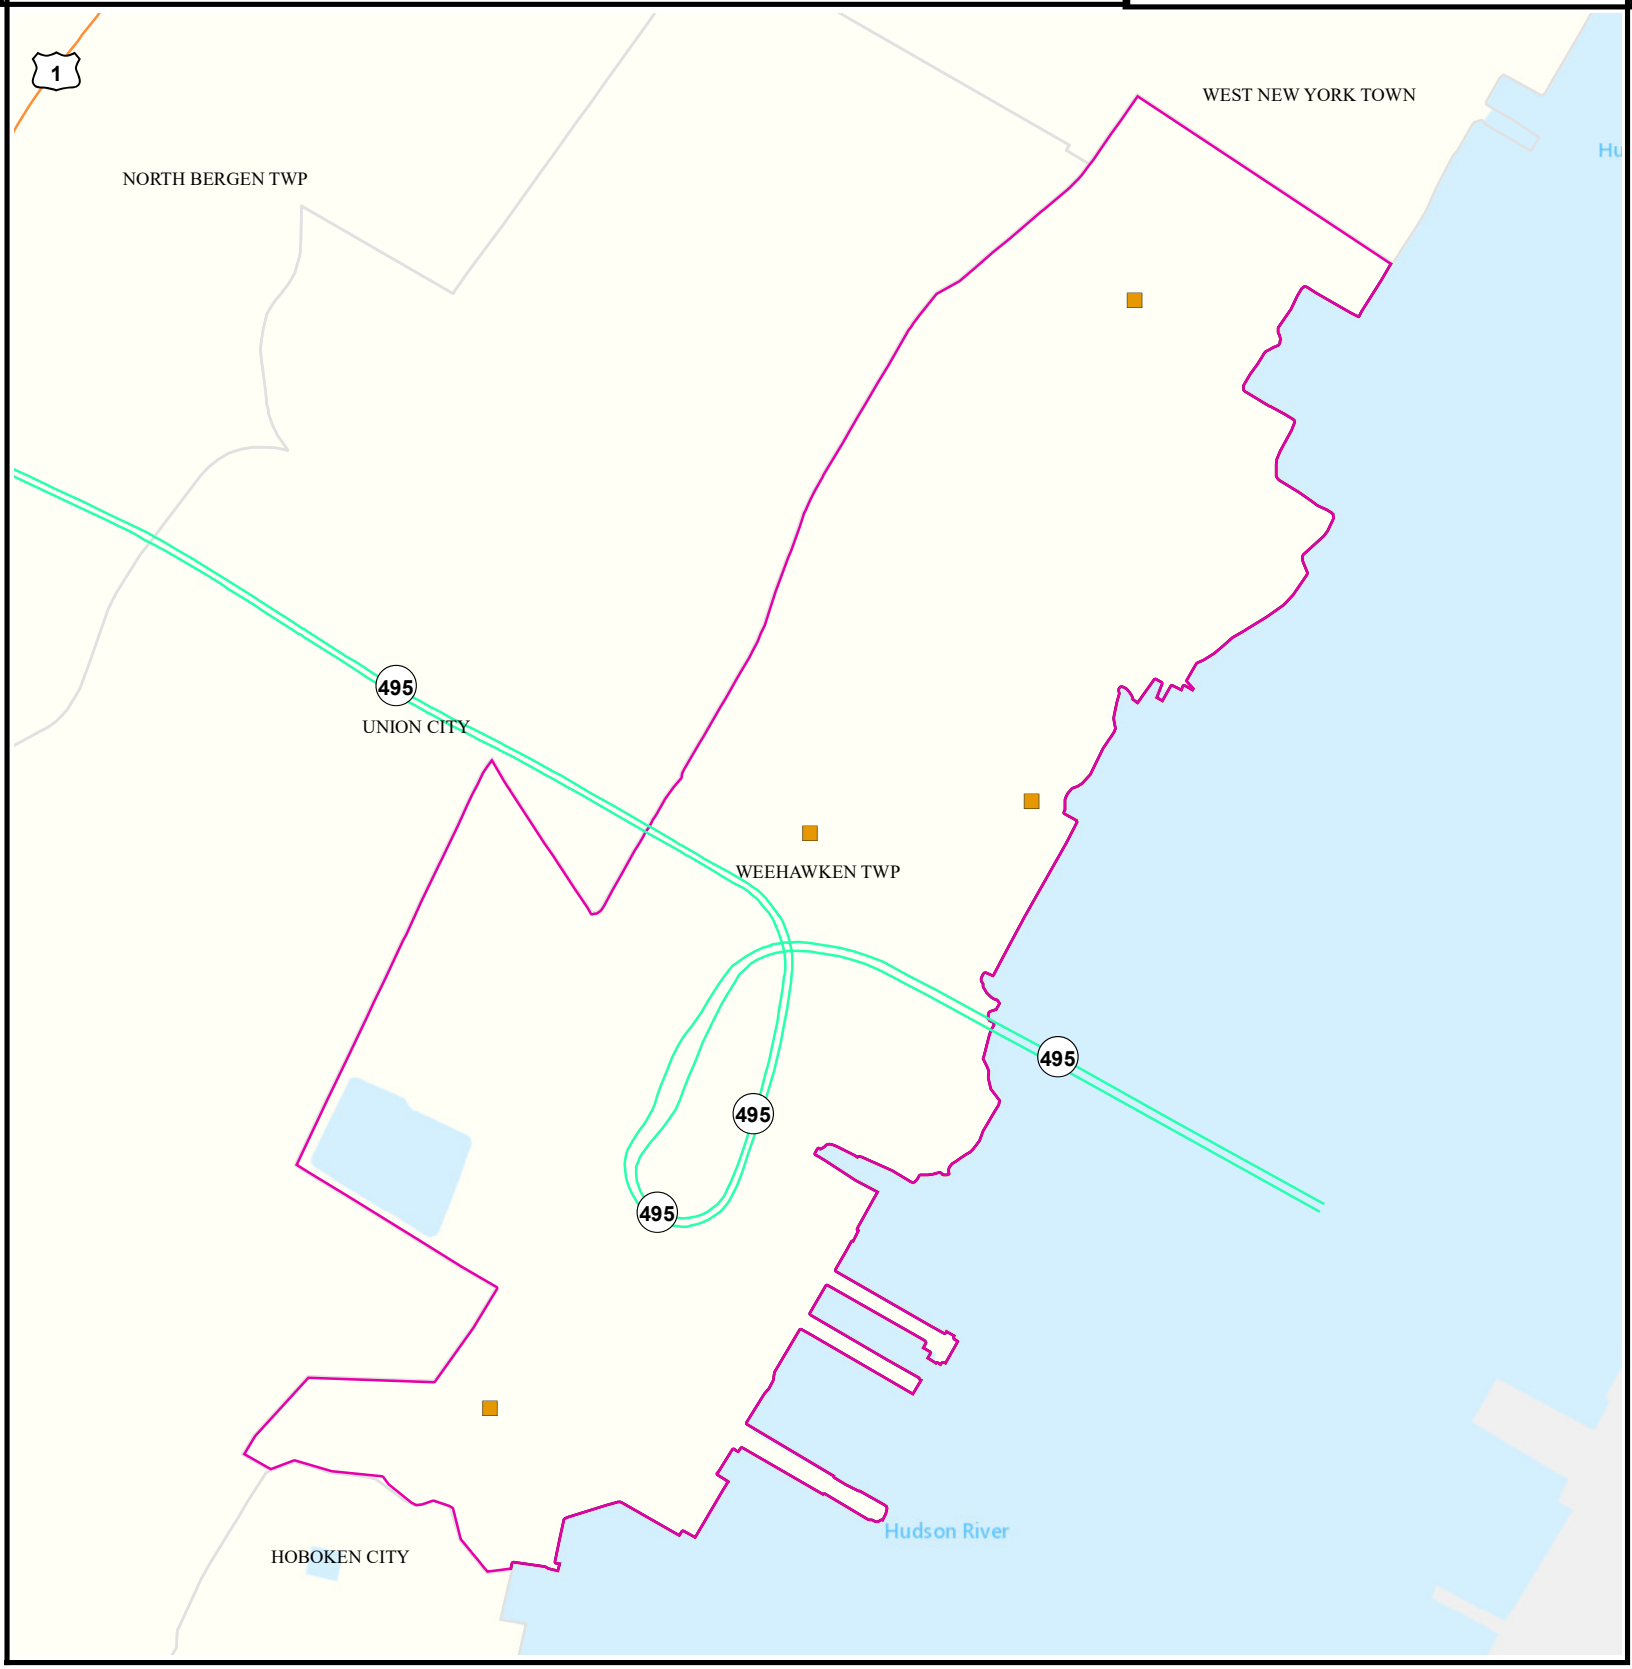 1
WEST NEW YORK TOWN
Hu
NORTH BERGEN TWP
495
UNION CITY
WEEHAWKEN TWP
495
495
495
Hudson River
HOBOKEN CITY